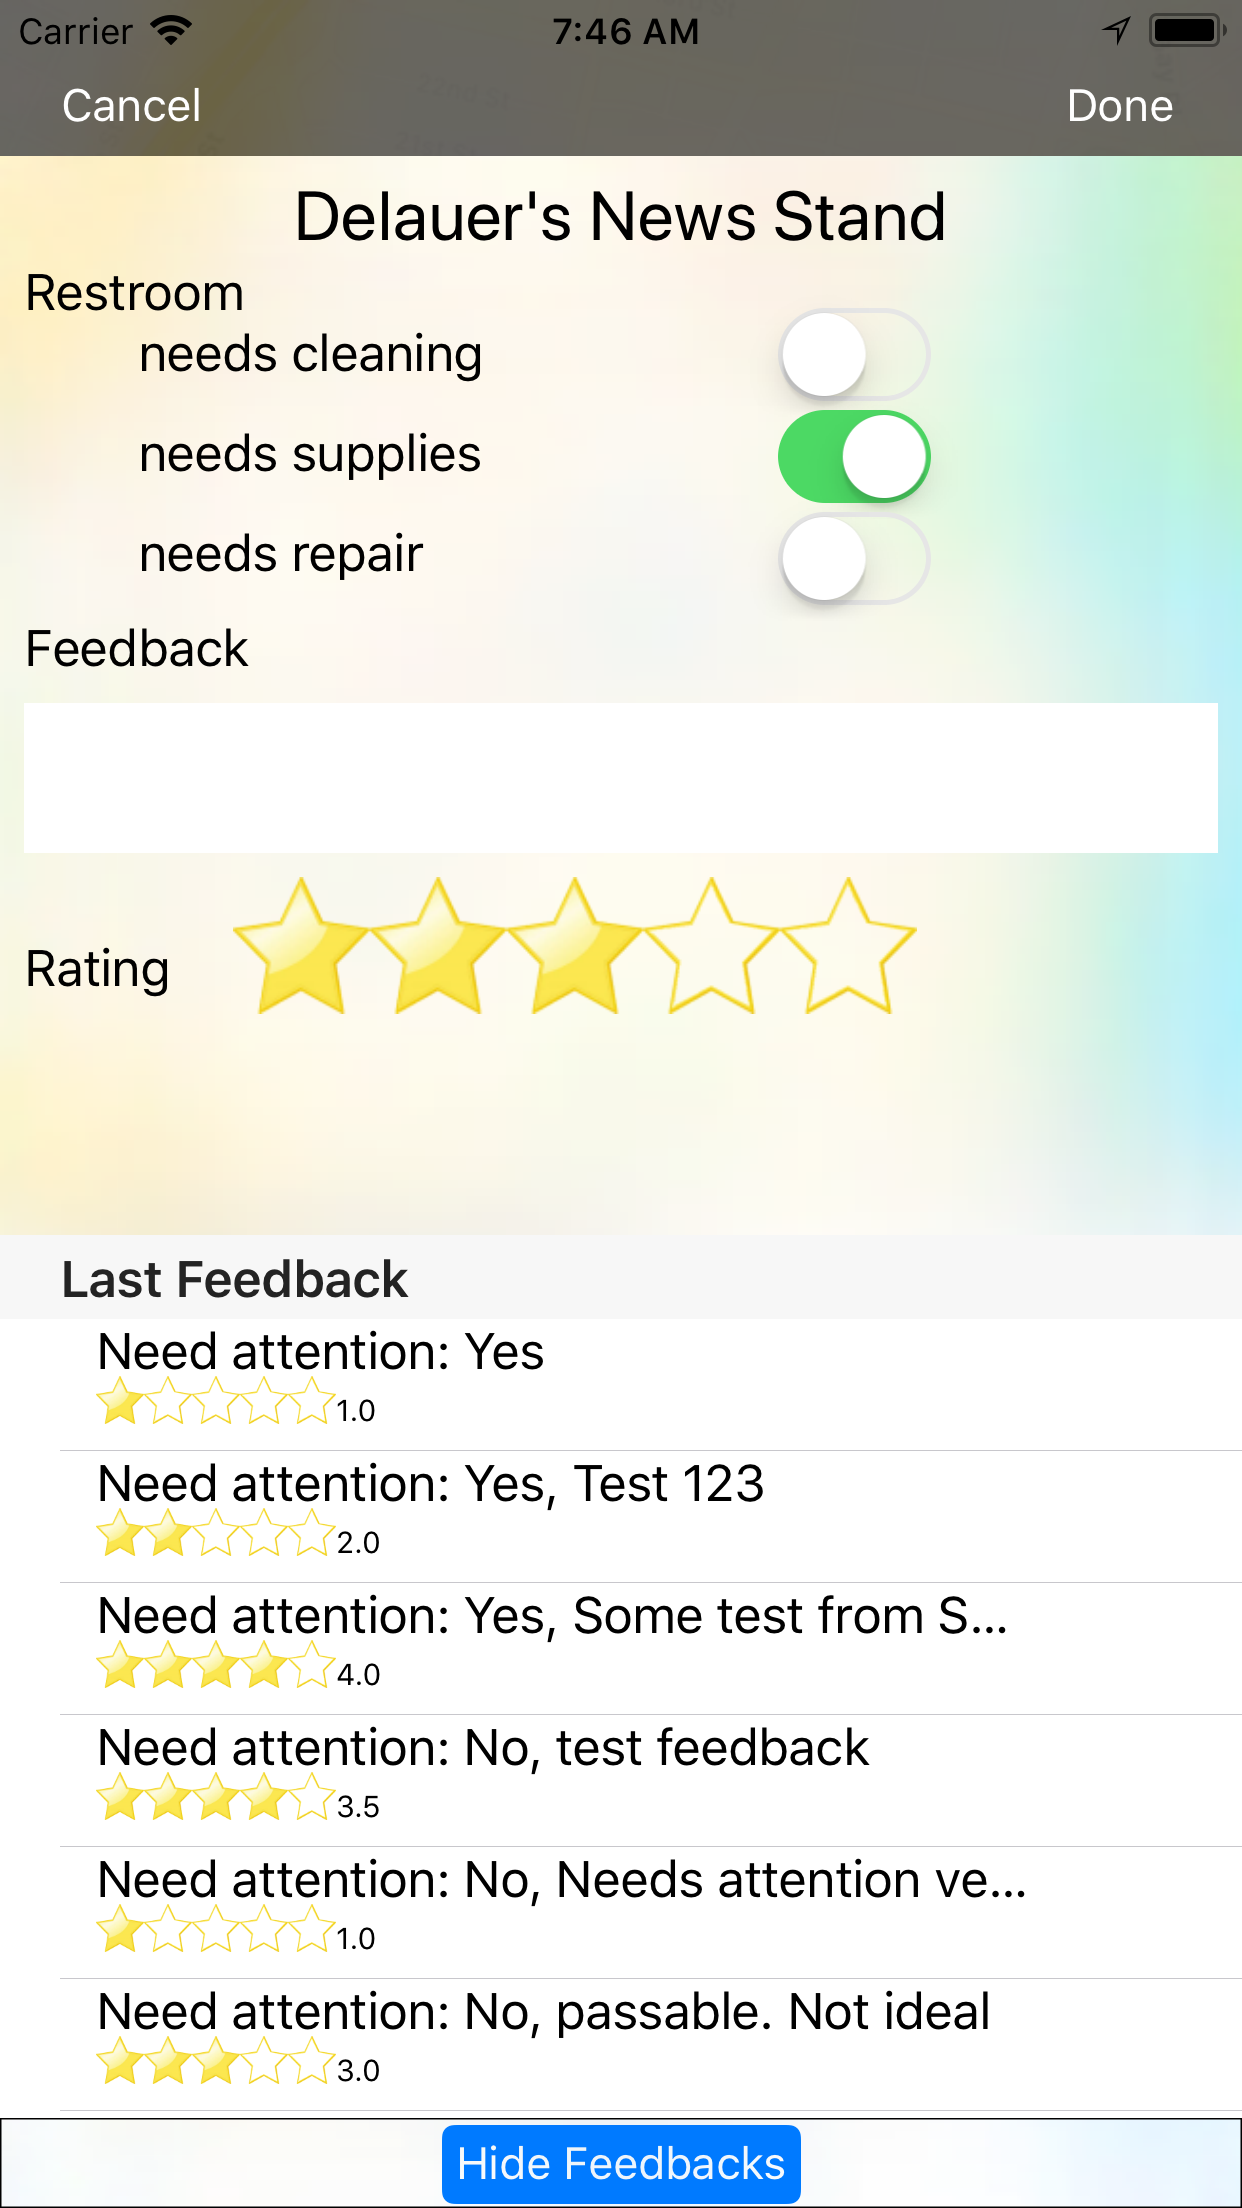 Carrier 7:46 AM
Cancel Done
Delauer's News Stand
Restroom
needs cleaning
needs supplies
needs repair
Feedback
Rating
Last Feedback
Need attention: Yes
1.0
Need attention: Yes, Test 123
2.0
Need attention: Yes, Some test from S...
4.0
Need attention: No, test feedback
3.5
Need attention: No, Needs attention ve...
1.0
Need attention: No, passable. Not ideal
3.0
Hide Feedbacks